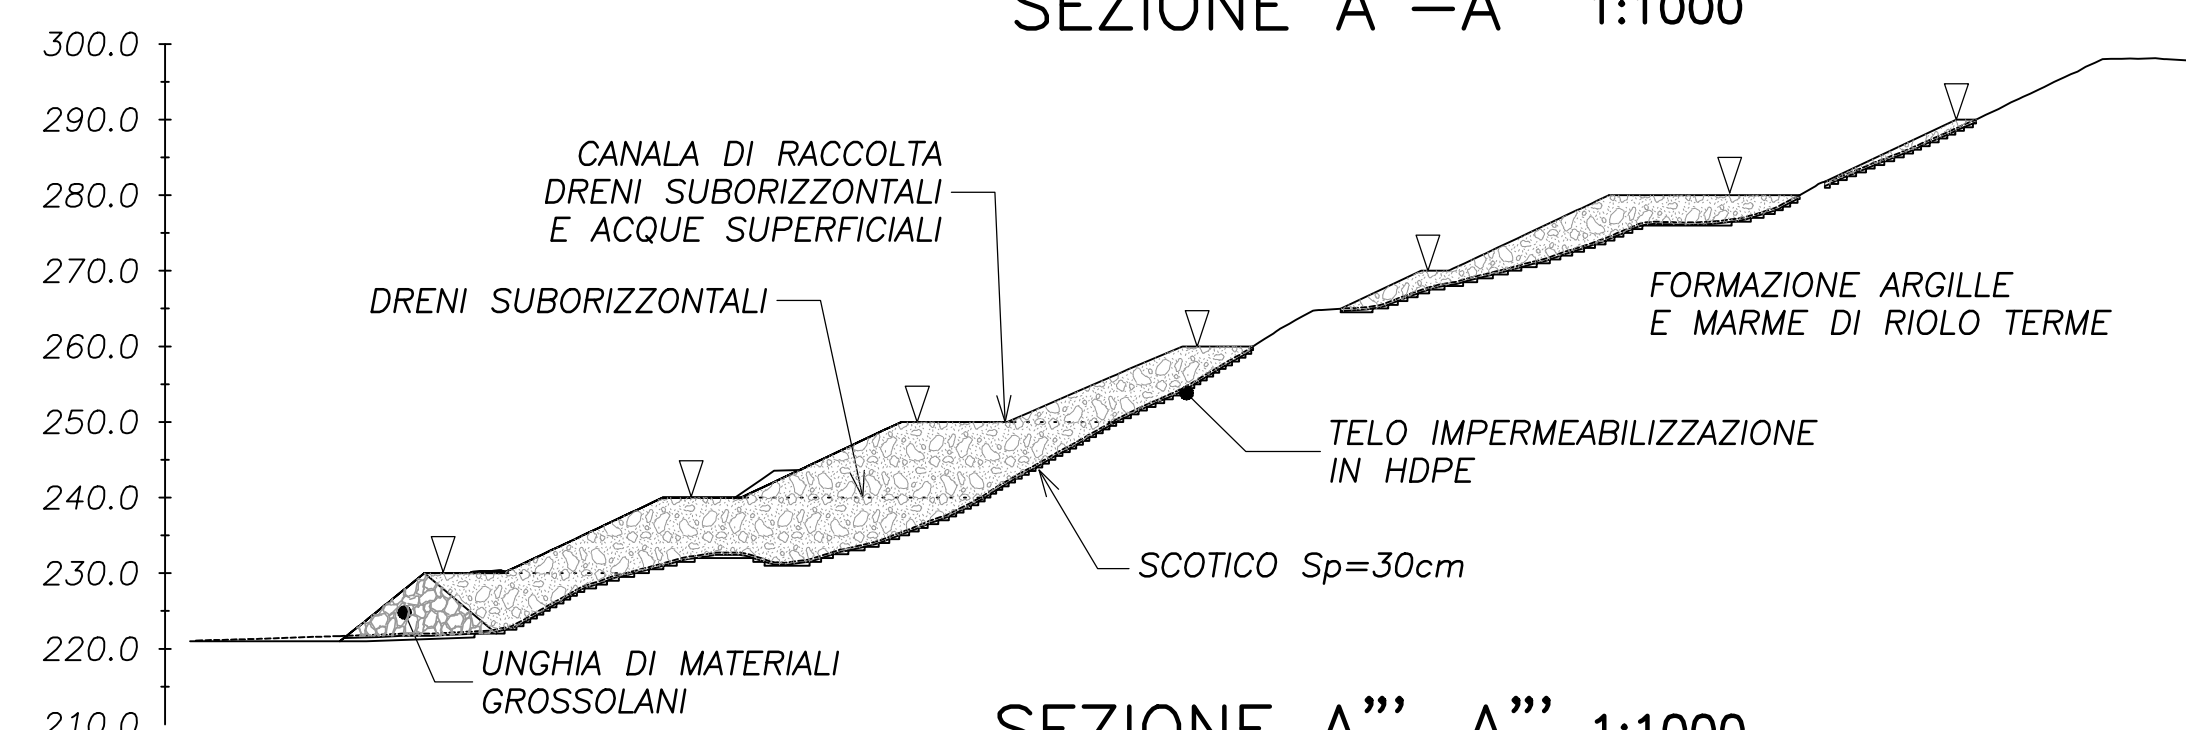 SEZIONE A'–A' 1:1000
300.0
290.0
CANALA DI RACCOLTA
DRENI SUBORIZZONTALI
E ACQUE SUPERFICIALI
280.0
270.0
FORMAZIONE ARGILLE
E MARME DI RIOLO TERME
DRENI SUBORIZZONTALI
260.0
250.0
TELO IMPERMEABILIZZAZIONE
IN HDPE
240.0
230.0
SCOTICO Sp=30cm
220.0
UNGHIA DI MATERIALI
GROSSOLANI
210.0
SEZIONE A'''–A''' 1:1000